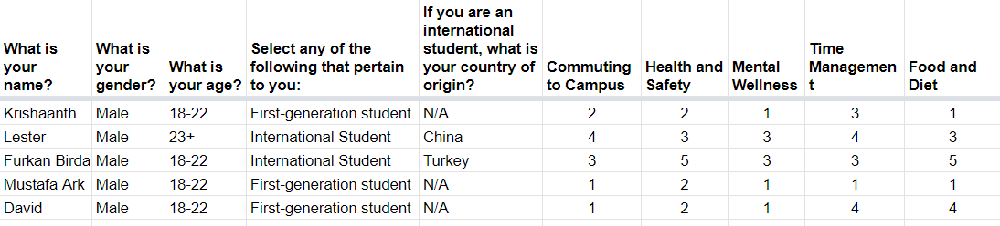 What is your name? What is your gender? What is your age? Select any of the following that pertain to you: If you are an international student, what is your country of origin? Commuting to Campus Health and Safety Mental Wellness Time Management Food and Diet
Krishaanth Male 18-22 First-generation student N/A 2 2 1 3 1
Lester Male 23+ International Student China 4 3 3 4 3
Furkan Birda Male 18-22 International Student Turkey 3 5 3 3 5
Mustafa Ark Male 18-22 First-generation student N/A 1 2 1 1 1
David Male 18-22 First-generation student N/A 1 2 1 4 4